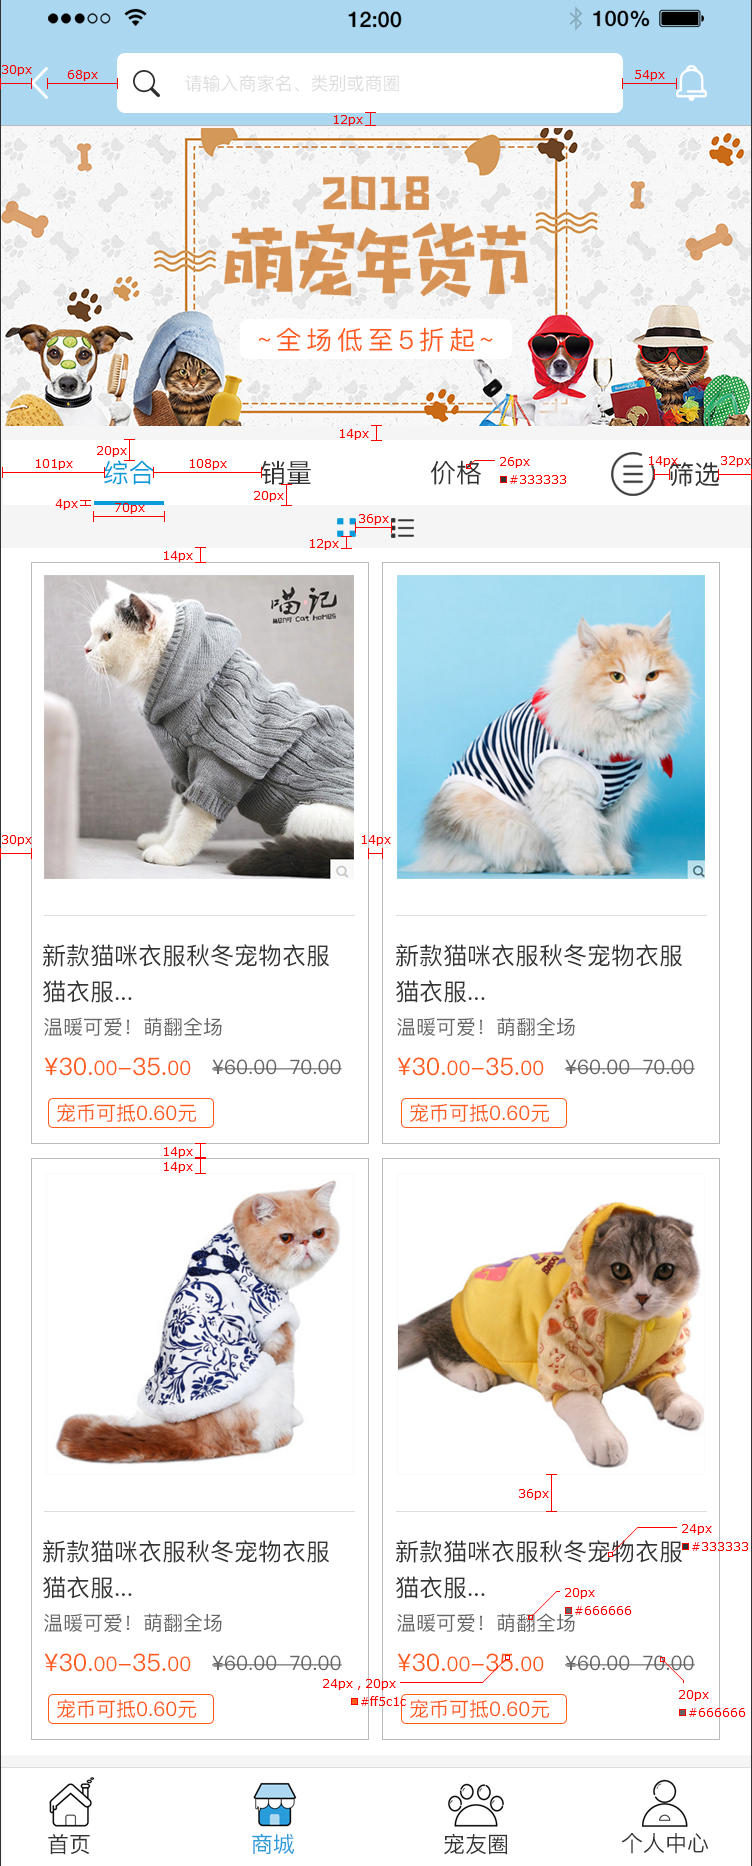 12:00
100%
30px
68px
请输入商家名、类别或商圈
54px
12px
2018
萌宠年货节
~全场低至5折起~
14px
20px
101px
综合
108px
销量
价格
26px
#333333
14px
筛选
32px
20px
4px
70px
36px
12px
14px
喵·记
Meng Cat Homes
30px
14px
新款猫咪衣服秋冬宠物衣服
猫衣服...
温暖可爱！萌翻全场
¥30.00-35.00 ¥60.00-70.00
宠币可抵0.60元
新款猫咪衣服秋冬宠物衣服
猫衣服...
温暖可爱！萌翻全场
¥30.00-35.00 ¥60.00-70.00
宠币可抵0.60元
14px
14px
36px
新款猫咪衣服秋冬宠物衣服
猫衣服...
温暖可爱！萌翻全场
¥30.00-35.00 ¥60.00-70.00
宠币可抵0.60元
24px
#333333
新款猫咪衣服秋冬宠物衣服
猫衣服...
20px
#666666
温暖可爱！萌翻全场
¥30.00-35.00 ¥60.00-70.00
24px , 20px
#ff5c1c
宠币可抵0.60元
20px
#666666
首页
商城
宠友圈
个人中心